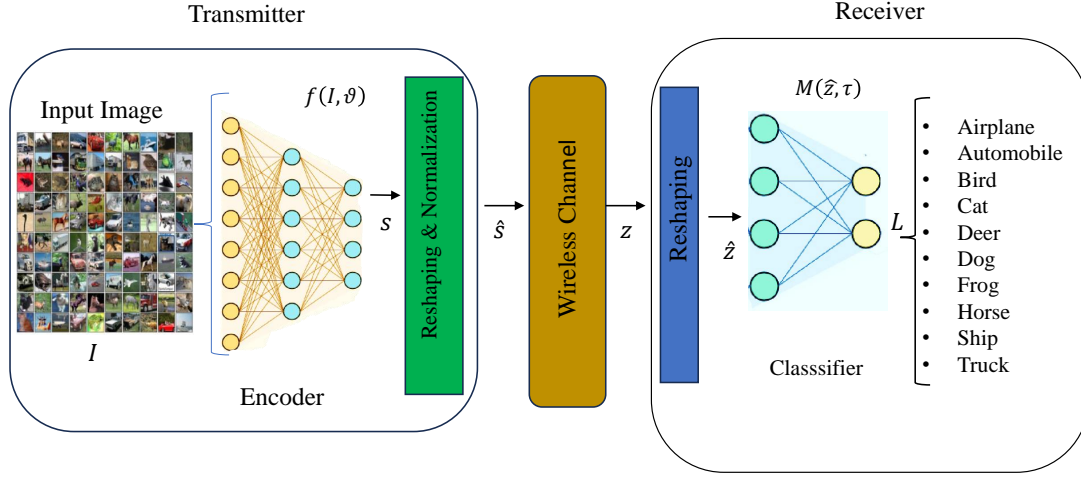 Transmitter
Input Image
I
f(I, ϑ)
Encoder
s
Reshaping & Normalization
ŝ
Wireless Channel
z
Receiver
Reshaping
ẑ
M(ẑ, τ)
Classsifier
L
• Airplane
• Automobile
• Bird
• Cat
• Deer
• Dog
• Frog
• Horse
• Ship
• Truck